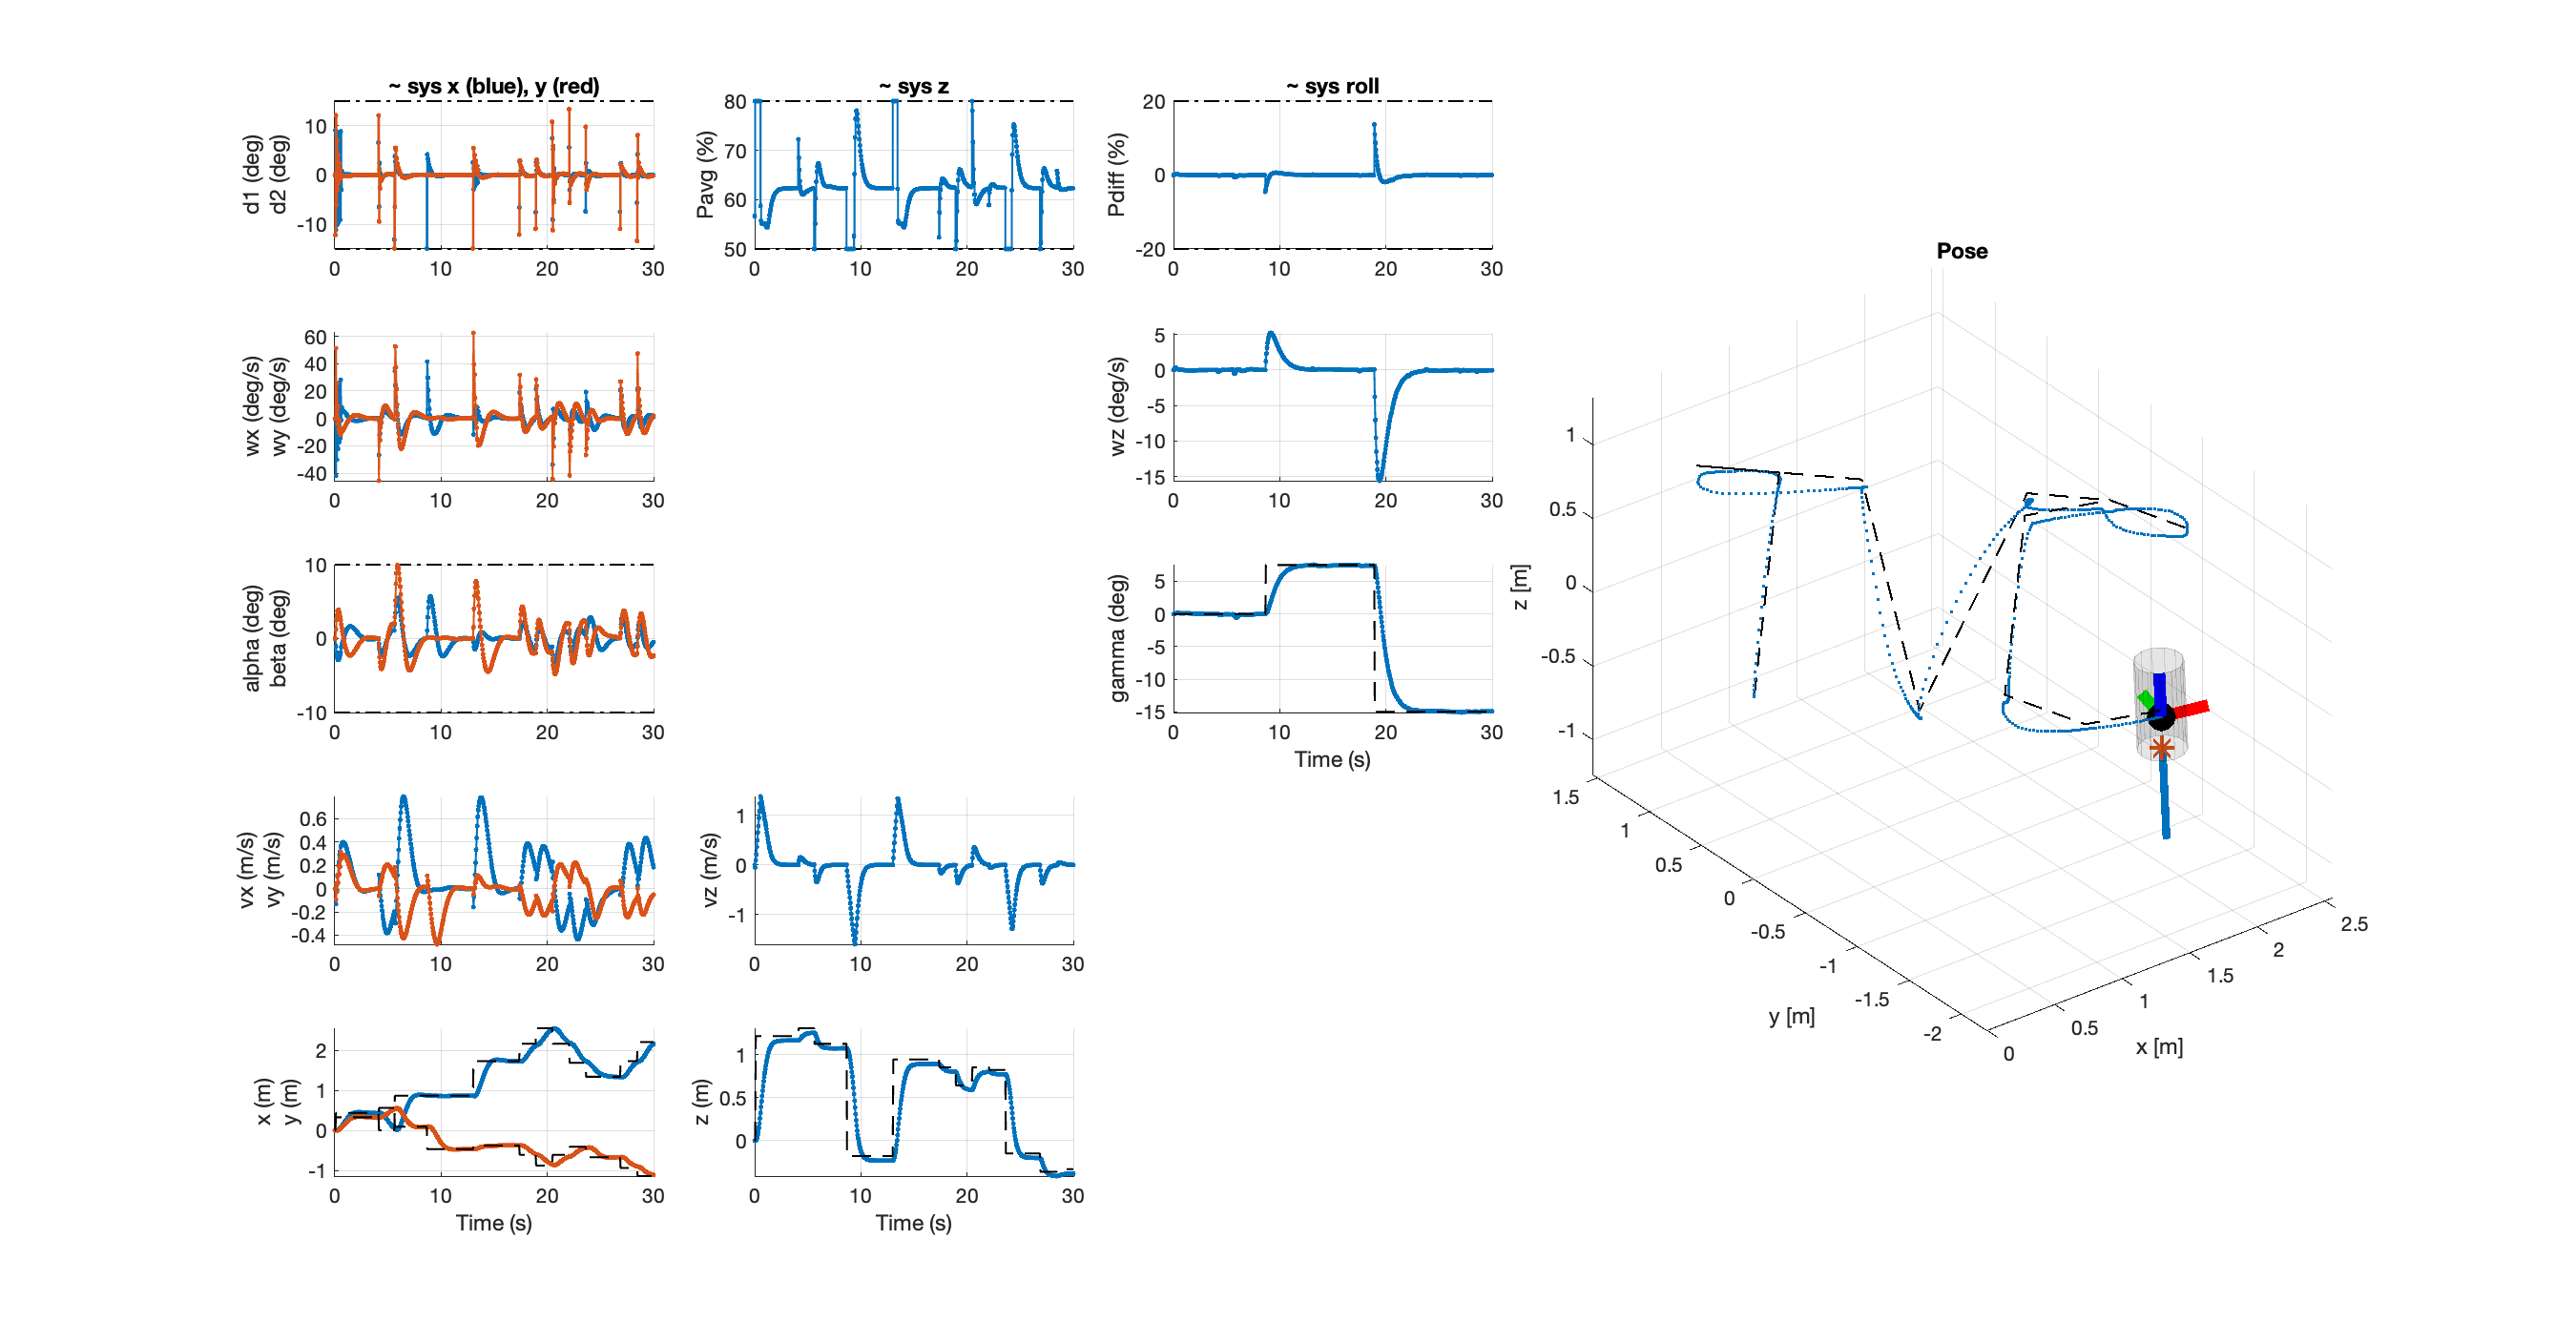 ~ sys x (blue), y (red)
d1 (deg)
d2 (deg)
10
0
-10
0 10 20 30
~ sys z
Pavg (%)
80
70
60
50
0 10 20 30
~ sys roll
Pdiff (%)
20
0
-20
0 10 20 30
wx (deg/s)
wy (deg/s)
60
40
20
0
-20
-40
0 10 20 30
wz (deg/s)
5
0
-5
-10
-15
0 10 20 30
alpha (deg)
beta (deg)
10
0
-10
gamma (deg)
5
0
-5
-10
-15
0 10 20 30
Time (s)
vx (m/s)
vy (m/s)
0.6
0.4
0.2
0
-0.2
-0.4
0 10 20 30
vz (m/s)
1
0
-1
0 10 20 30
x (m)
y (m)
2
1
0
-1
0 10 20 30
Time (s)
z (m)
1
0.5
0
0 10 20 30
Time (s)
Pose
z [m]
1
0.5
0
-0.5
-1
y [m]
1.5
1
0.5
0
-0.5
-1
-1.5
-2
x [m]
0
0.5
1
1.5
2
2.5